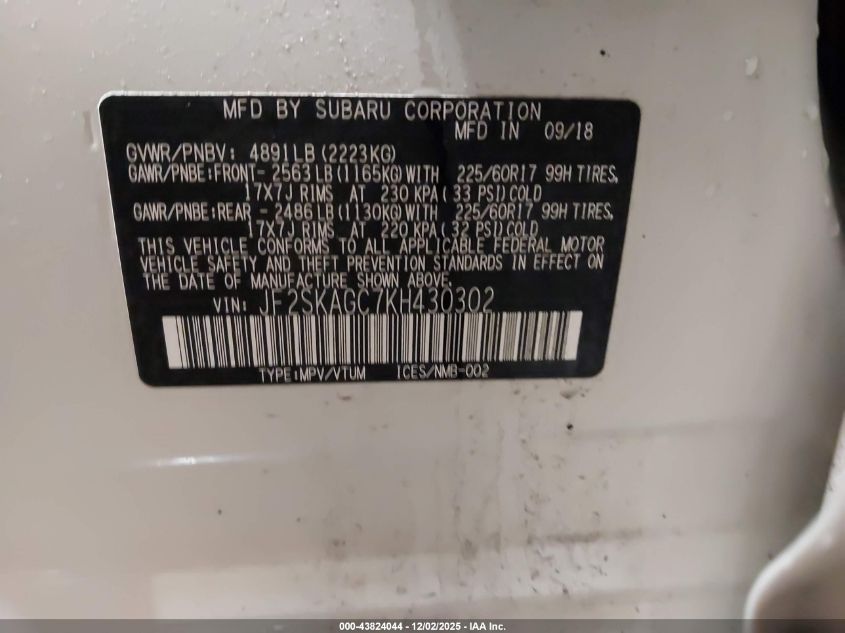 MFD BY SUBARU CORPORATION
MFD IN 09/18
GVWR/PNBV: 4891LB(2223KG)
GAWR/PNBE:FRONT- 2563LB(1165KG)WITH 225/60R17 99H TIRES,
17X7J RIMS AT 230 KPA( 33 PSI)COLD
GAWR/PNBE:REAR - 2486LB(1130KG)WITH 225/60R17 99H TIRES,
17X7J RIMS AT 220 KPA( 32 PSI)COLD
THIS VEHICLE CONFORMS TO ALL APPLICABLE FEDERAL MOTOR
VEHICLE SAFETY AND THEFT PREVENTION STANDARDS IN EFFECT ON
THE DATE OF MANUFACTURE SHOWN ABOVE.
VIN: JF2SKAGC7KH430302
TYPE:MPV/VTUM ICES/NMB-002
000-43824044 - 12/02/2025 - IAA Inc.